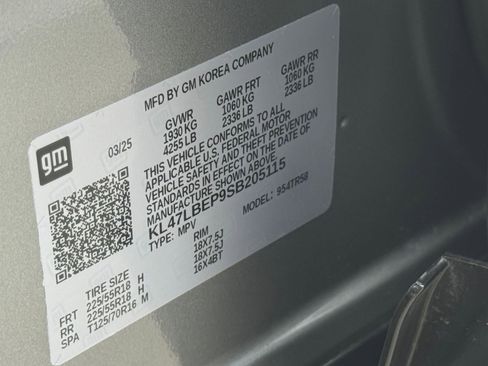 MFD BY GM KOREA COMPANY
gm
03/25
GVWR GAWR FRT GAWR RR
1930 KG 1060 KG 1060 KG
4255 LB 2336 LB 2336 LB
THIS VEHICLE CONFORMS TO ALL
APPLICABLE U.S. FEDERAL MOTOR
VEHICLE SAFETY AND THEFT PREVENTION
STANDARDS IN EFFECT ON THE DATE OF
MANUFACTURE SHOWN ABOVE.
KL47LBEP9SB205115
TYPE: MPV MODEL: 954TR58
TIRE SIZE RIM
FRT 225/55R18 H 18X7.5J
RR 225/55R18 H 18X7.5J
SPA T125/70R16 M 16X4BT